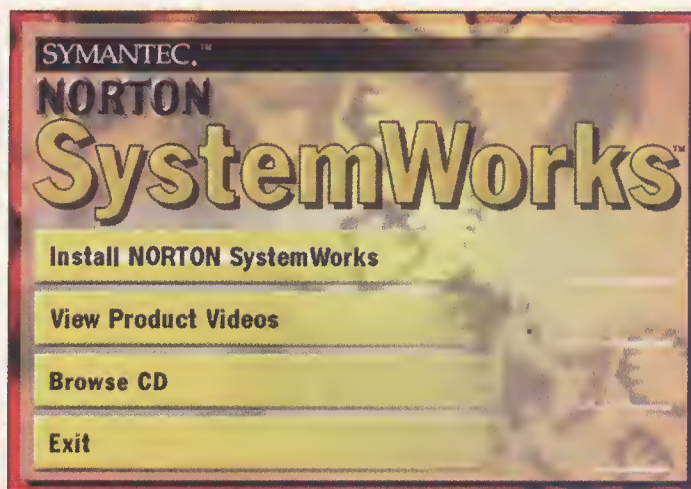 SYMANTEC.™
NORTON
SystemWorks™
Install NORTON SystemWorks
View Product Videos
Browse CD
Exit